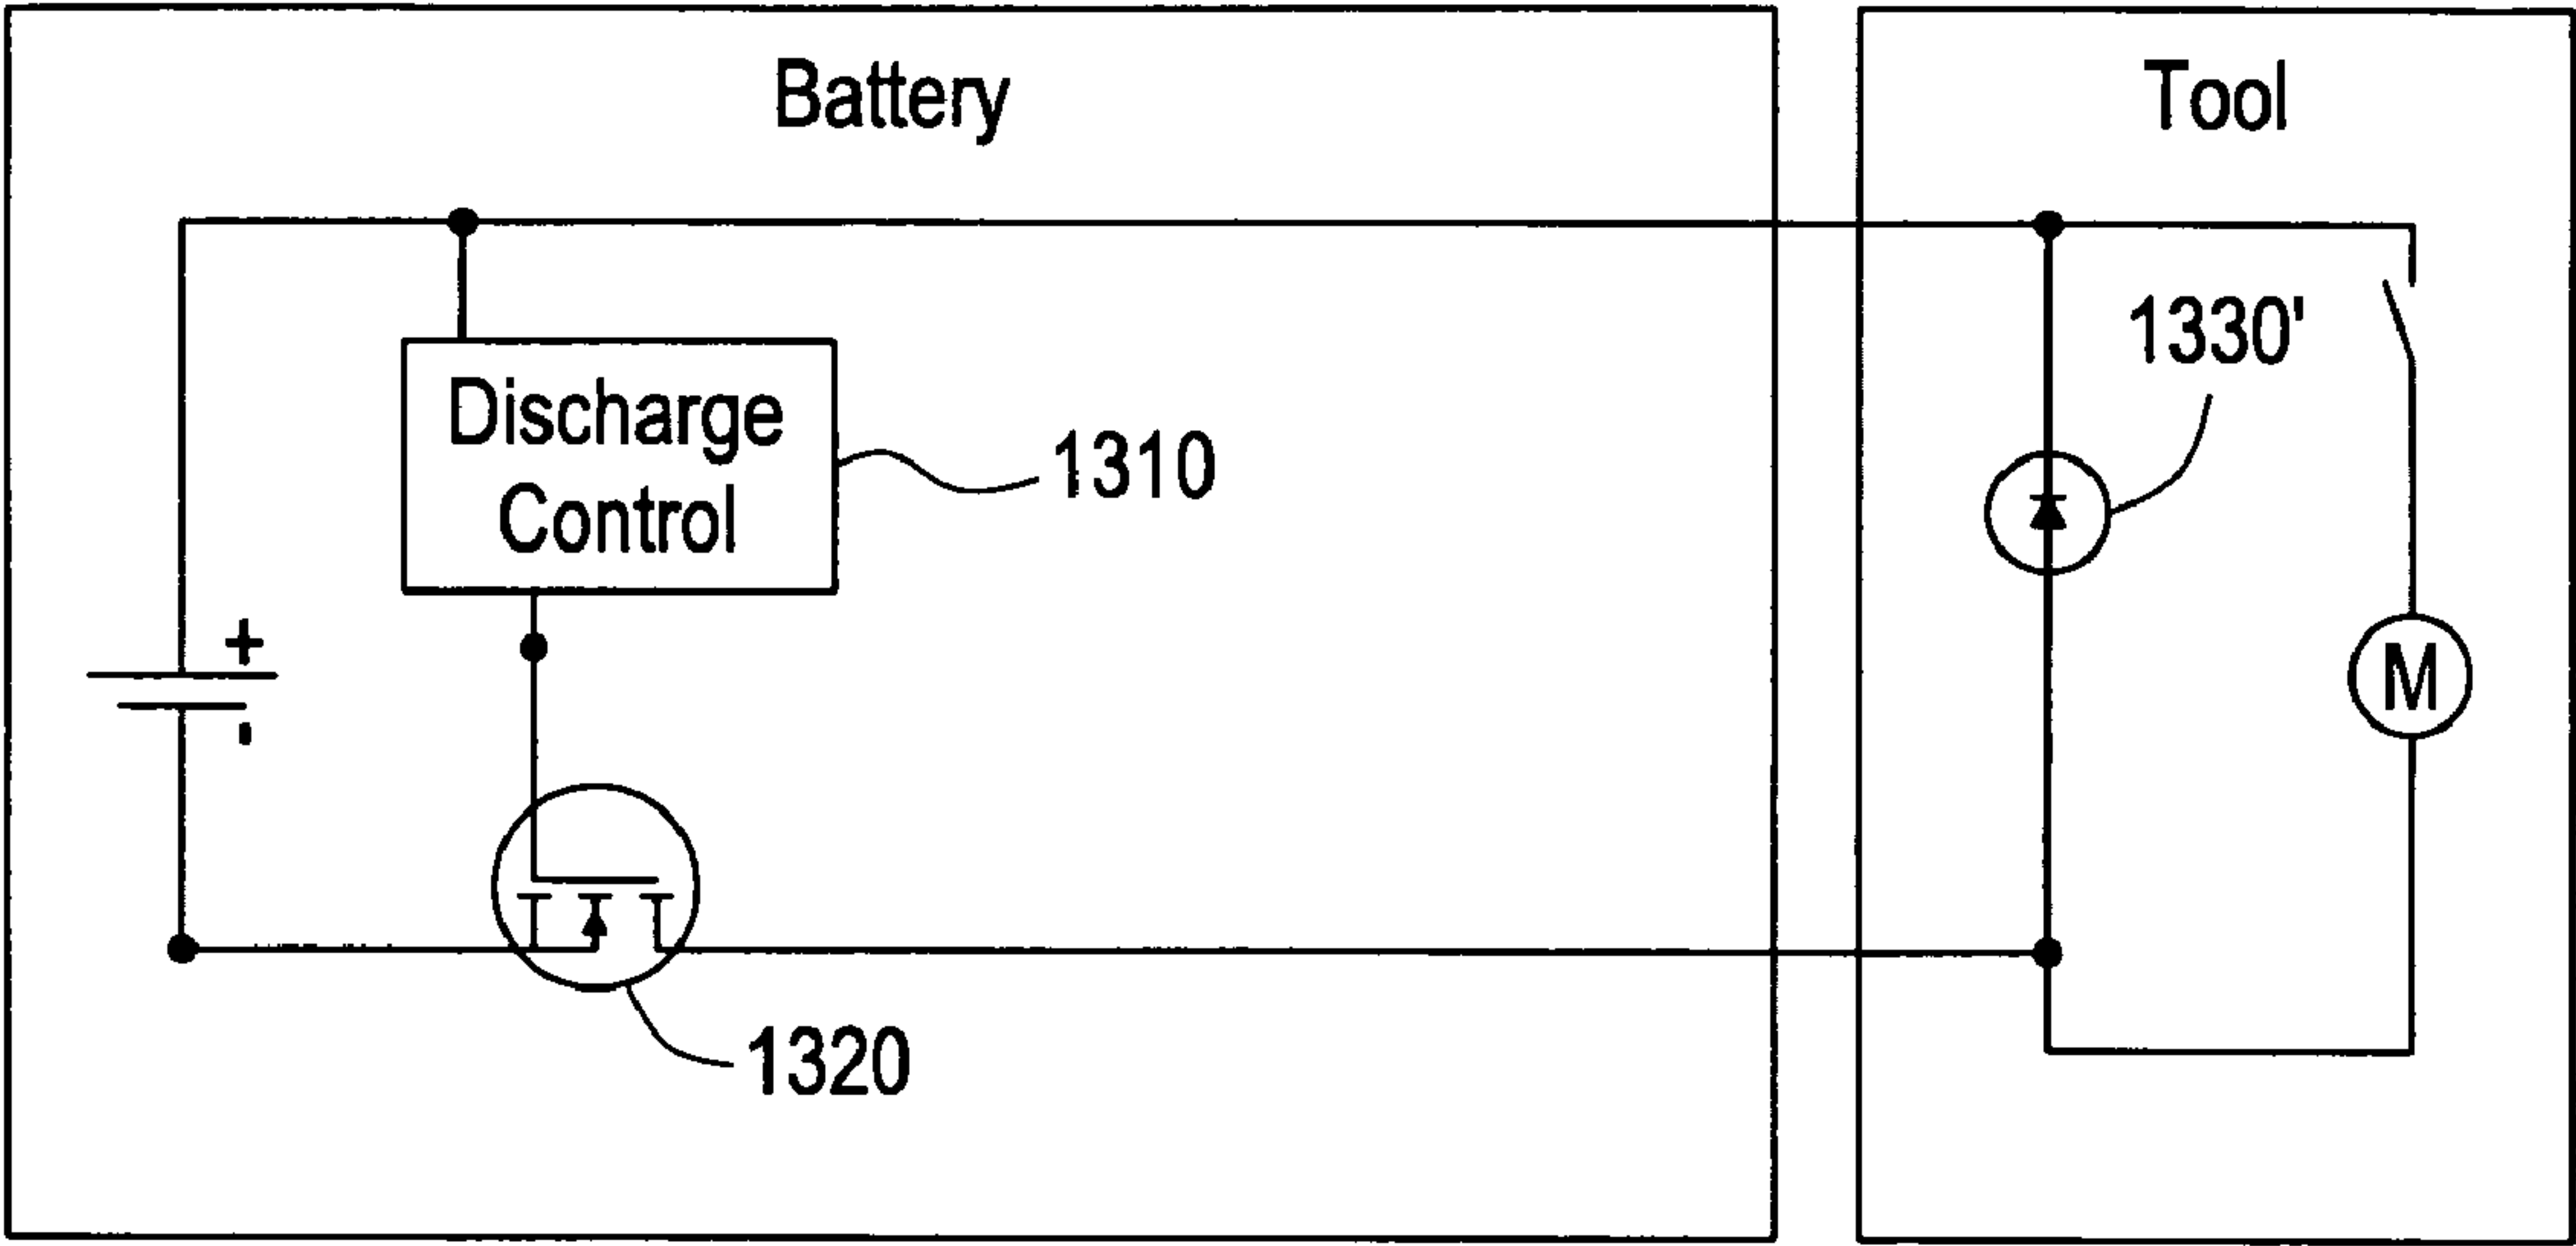 Battery
Tool
Discharge
Control
1310
1330'
+
-
M
1320